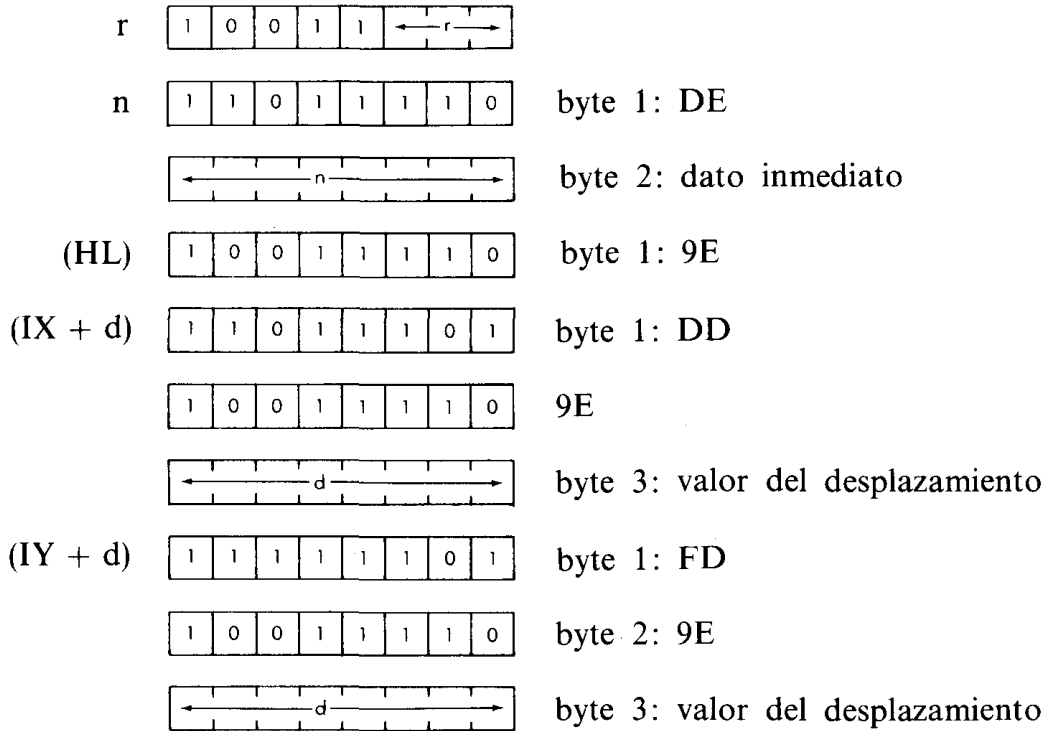 r 1 0 0 1 1 r
n 1 1 0 1 1 1 1 0 byte 1: DE
n byte 2: dato inmediato
(HL) 1 0 0 1 1 1 1 0 byte 1: 9E
(IX + d) 1 1 0 1 1 1 0 1 byte 1: DD
1 0 0 1 1 1 1 0 9E
d byte 3: valor del desplazamiento
(IY + d) 1 1 1 1 1 1 0 1 byte 1: FD
1 0 0 1 1 1 1 0 byte 2: 9E
d byte 3: valor del desplazamiento